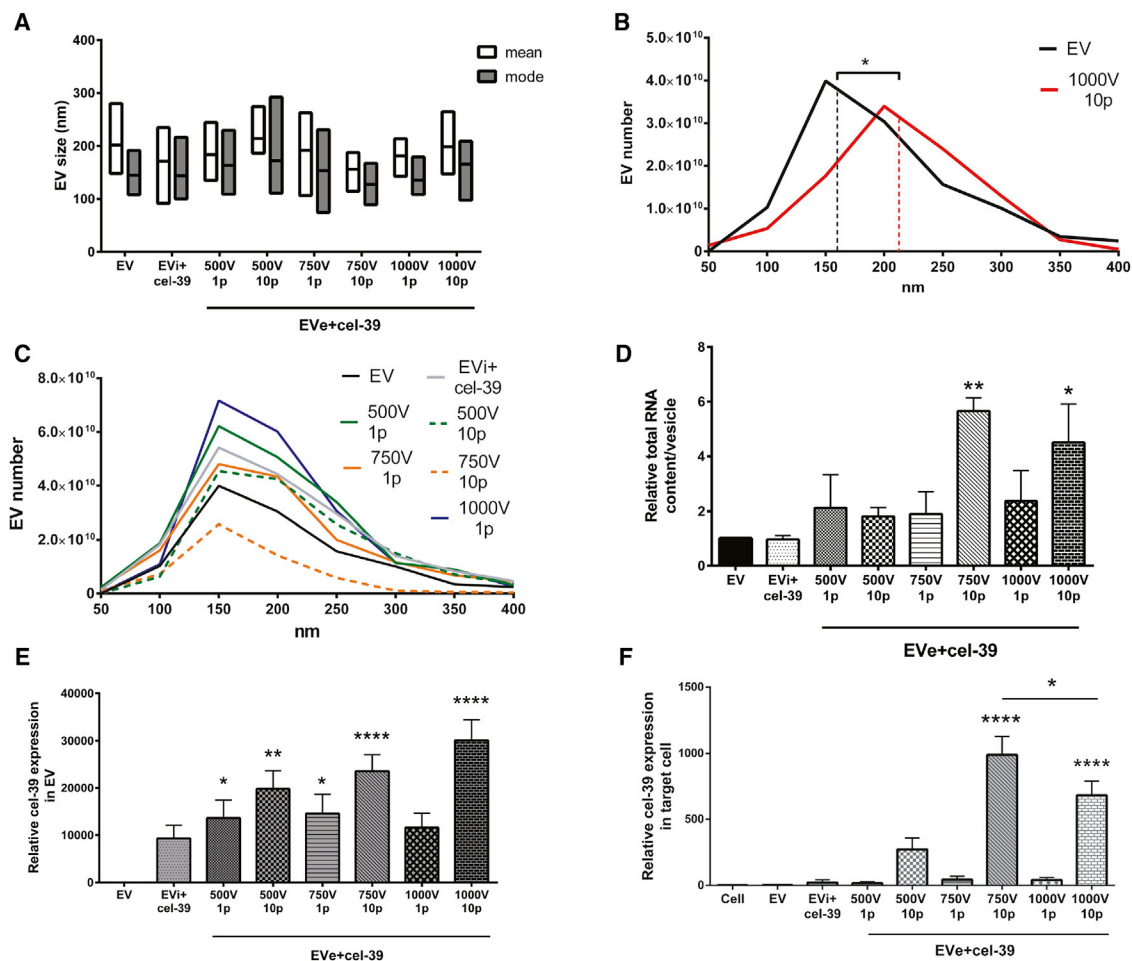 A
400
300
200
100
0
EV size (nm)
mean
mode
EV
EVi+
cel-39
500V
1p
500V
10p
750V
1p
750V
10p
1000V
1p
1000V
10p
EVe+cel-39
B
5.0×10¹⁰
4.0×10¹⁰
3.0×10¹⁰
2.0×10¹⁰
1.0×10¹⁰
0
EV number
*
EV
1000V
10p
50
100
150
200
250
300
350
400
nm
C
8.0×10¹⁰
6.0×10¹⁰
4.0×10¹⁰
2.0×10¹⁰
0
EV number
EV
EVi+
cel-39
500V
1p
500V
10p
750V
1p
750V
10p
1000V
1p
50
100
150
200
250
300
350
400
nm
D
8
6
4
2
0
Relative total RNA
content/vesicle
**
*
EV
EVi+
cel-39
500V
1p
500V
10p
750V
1p
750V
10p
1000V
1p
1000V
10p
EVe+cel-39
E
40000
30000
20000
10000
0
Relative cel-39 expression
in EV
*
**
*
****
****
EV
EVi+
cel-39
500V
1p
500V
10p
750V
1p
750V
10p
1000V
1p
1000V
10p
EVe+cel-39
F
1500
1000
500
0
Relative cel-39 expression
in target cell
*
****
****
Cell
EV
EVi+
cel-39
500V
1p
500V
10p
750V
1p
750V
10p
1000V
1p
1000V
10p
EVe+cel-39